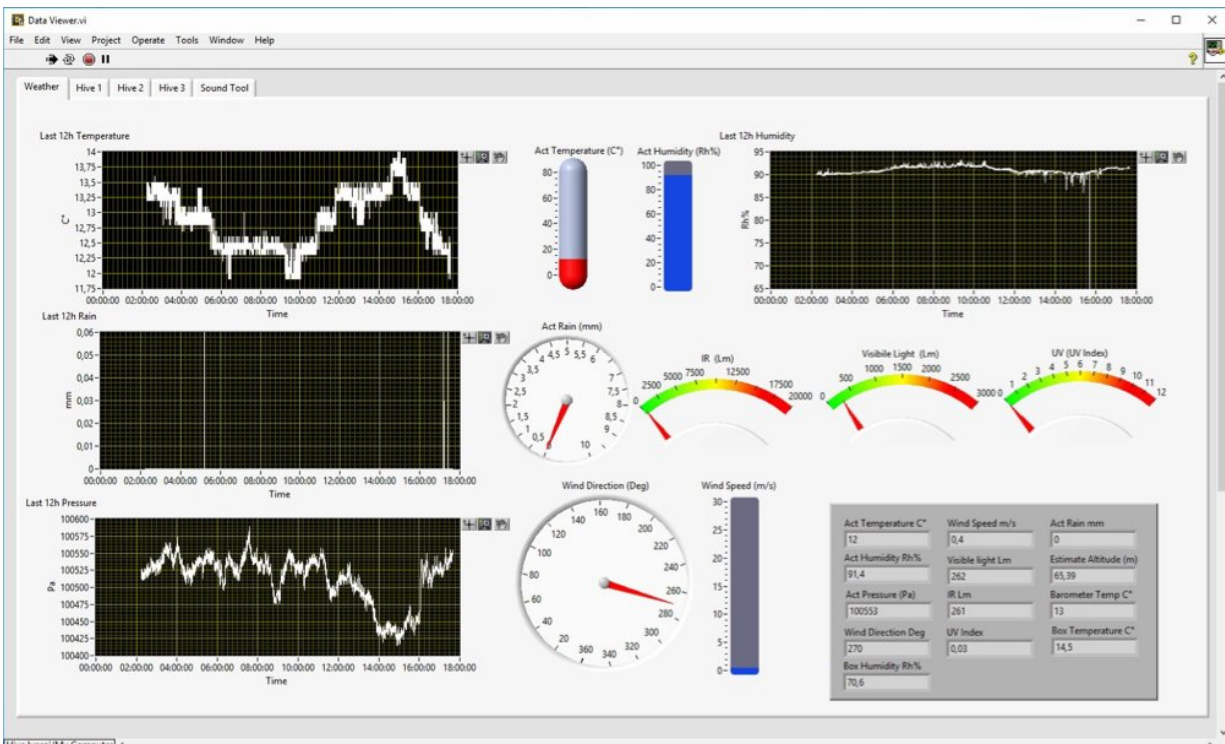 Data Viewer.vi
File Edit View Project Operate Tools Window Help
Weather Hive 1 Hive 2 Hive 3 Sound Tool
Last 12h Temperature
14
13,75
13,5
13,25
13
12,75
12,5
12,25
12
11,75
C°
00:00:00 02:00:00 04:00:00 06:00:00 08:00:00 10:00:00 12:00:00 14:00:00 16:00:00 18:00:00
Time
Act Temperature (C°)
80
60
40
20
0
Act Humidity (Rh%)
100
80
60
40
20
0
Last 12h Humidity
95
90
85
80
75
70
65
Rh%
00:00:00 02:00:00 04:00:00 06:00:00 08:00:00 10:00:00 12:00:00 14:00:00 16:00:00 18:00:00
Time
Last 12h Rain
0,06
0,05
0,04
0,03
0,02
0,01
0
mm
00:00:00 02:00:00 04:00:00 06:00:00 08:00:00 10:00:00 12:00:00 14:00:00 16:00:00 18:00:00
Time
Act Rain (mm)
0 0,5 1 1,5 2 2,5 3 3,5 4 4,5 5 5,5 6 7 7,5 8 8,5 9 10
IR (Lm)
0 2500 5000 7500 10000 12500 17500 20000
Visibile Light (Lm)
0 500 1000 1500 2000 2500 3000
UV (UV Index)
0 1 2 3 4 5 6 7 8 9 10 11 12
Last 12h Pressure
100600
100575
100550
100525
100500
100475
100450
100425
100400
Pa
00:00:00 02:00:00 04:00:00 06:00:00 08:00:00 10:00:00 12:00:00 14:00:00 16:00:00 18:00:00
Time
Wind Direction (Deg)
20 40 60 80 100 120 140 160 180 200 220 240 260 280 300 320 340 360
Wind Speed (m/s)
30
25
20
15
10
5
0
Act Temperature C° Wind Speed m/s Act Rain mm
12 0,4 0
Act Humidity Rh% Visible light Lm Estimate Altitude (m)
91,4 262 65,39
Act Pressure (Pa) IR Lm Barometer Temp C°
100553 261 13
Wind Direction Deg UV Index Box Temperature C°
270 0,03 14,5
Box Humidity Rh%
70,6